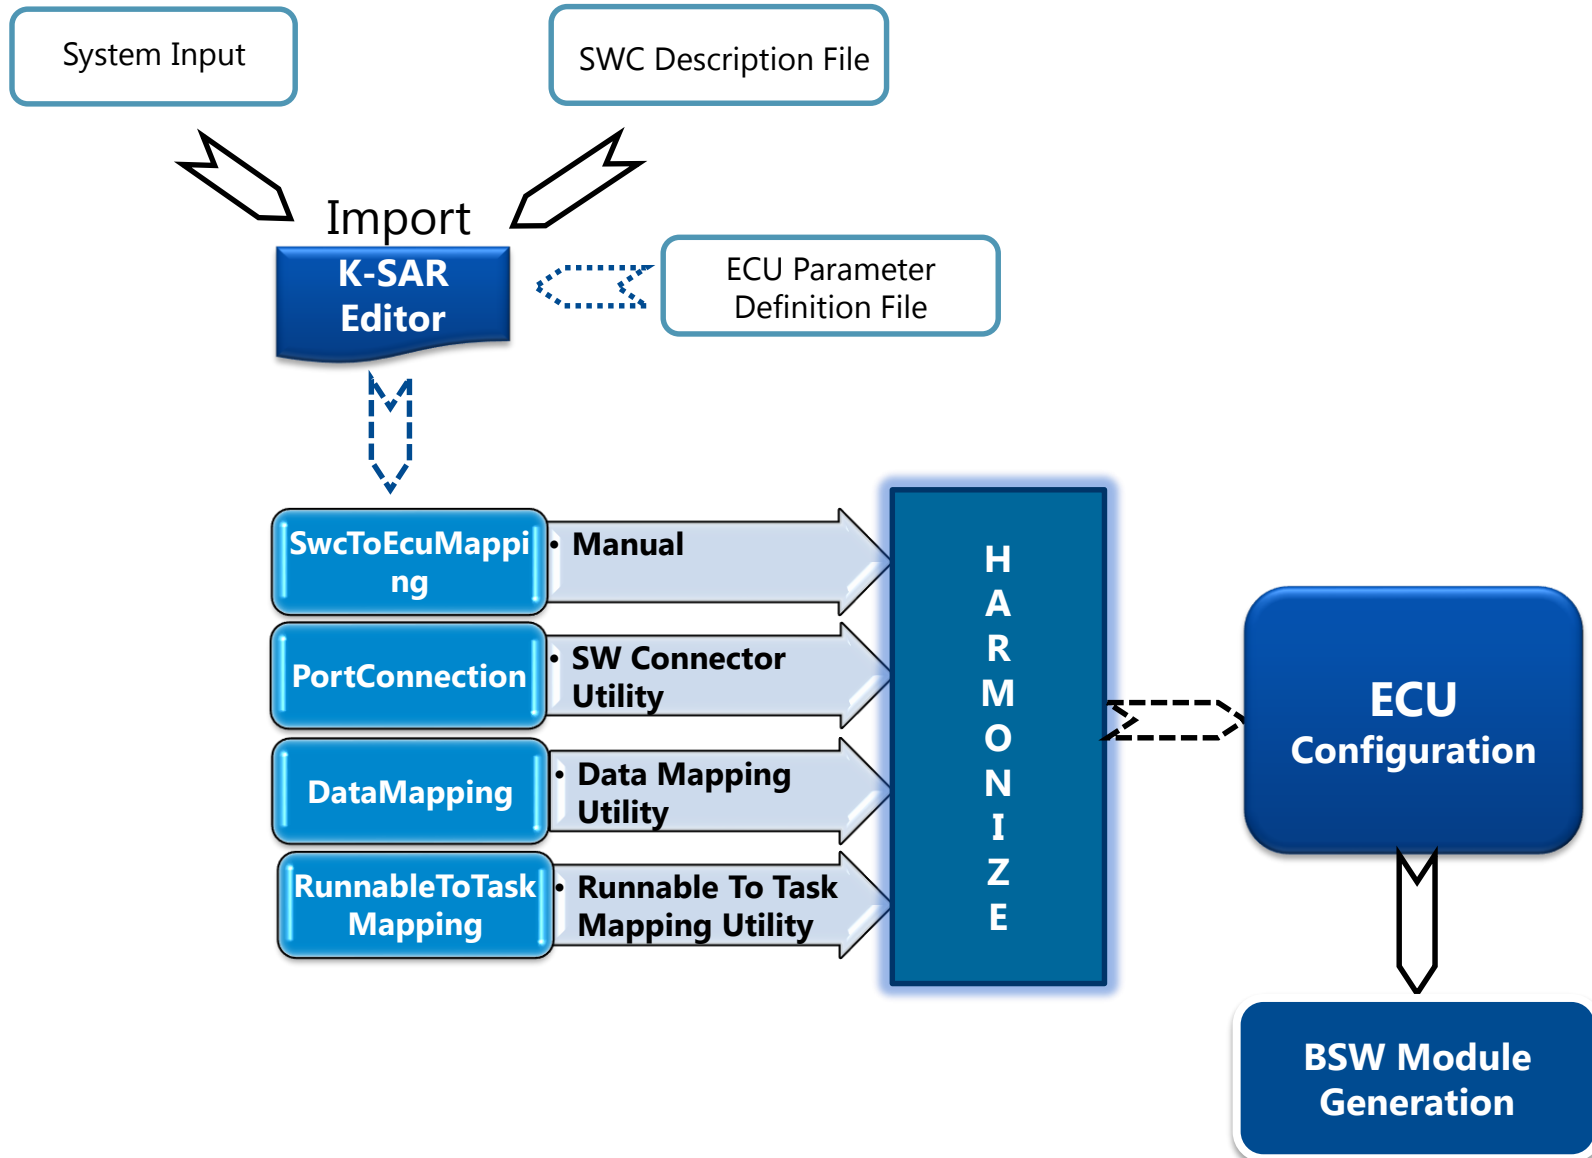 System Input
SWC Description File
Import
K-SAR
Editor
ECU Parameter
Definition File
SwcToEcuMappi
ng
• Manual
PortConnection
• SW Connector
Utility
DataMapping
• Data Mapping
Utility
RunnableToTask
Mapping
• Runnable To Task
Mapping Utility
H
A
R
M
O
N
I
Z
E
ECU
Configuration
BSW Module
Generation